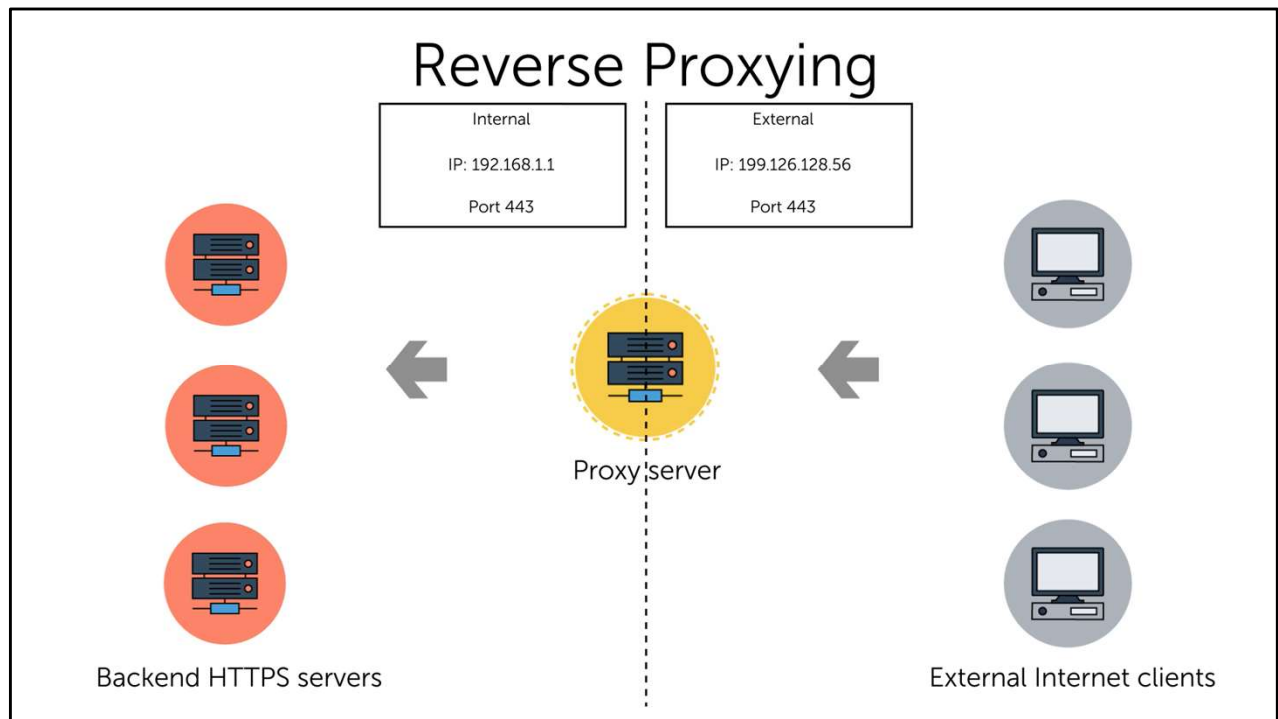 Reverse Proxying
Internal
IP: 192.168.1.1
Port 443
External
IP: 199.126.128.56
Port 443
Proxy server
Backend HTTPS servers
External Internet clients